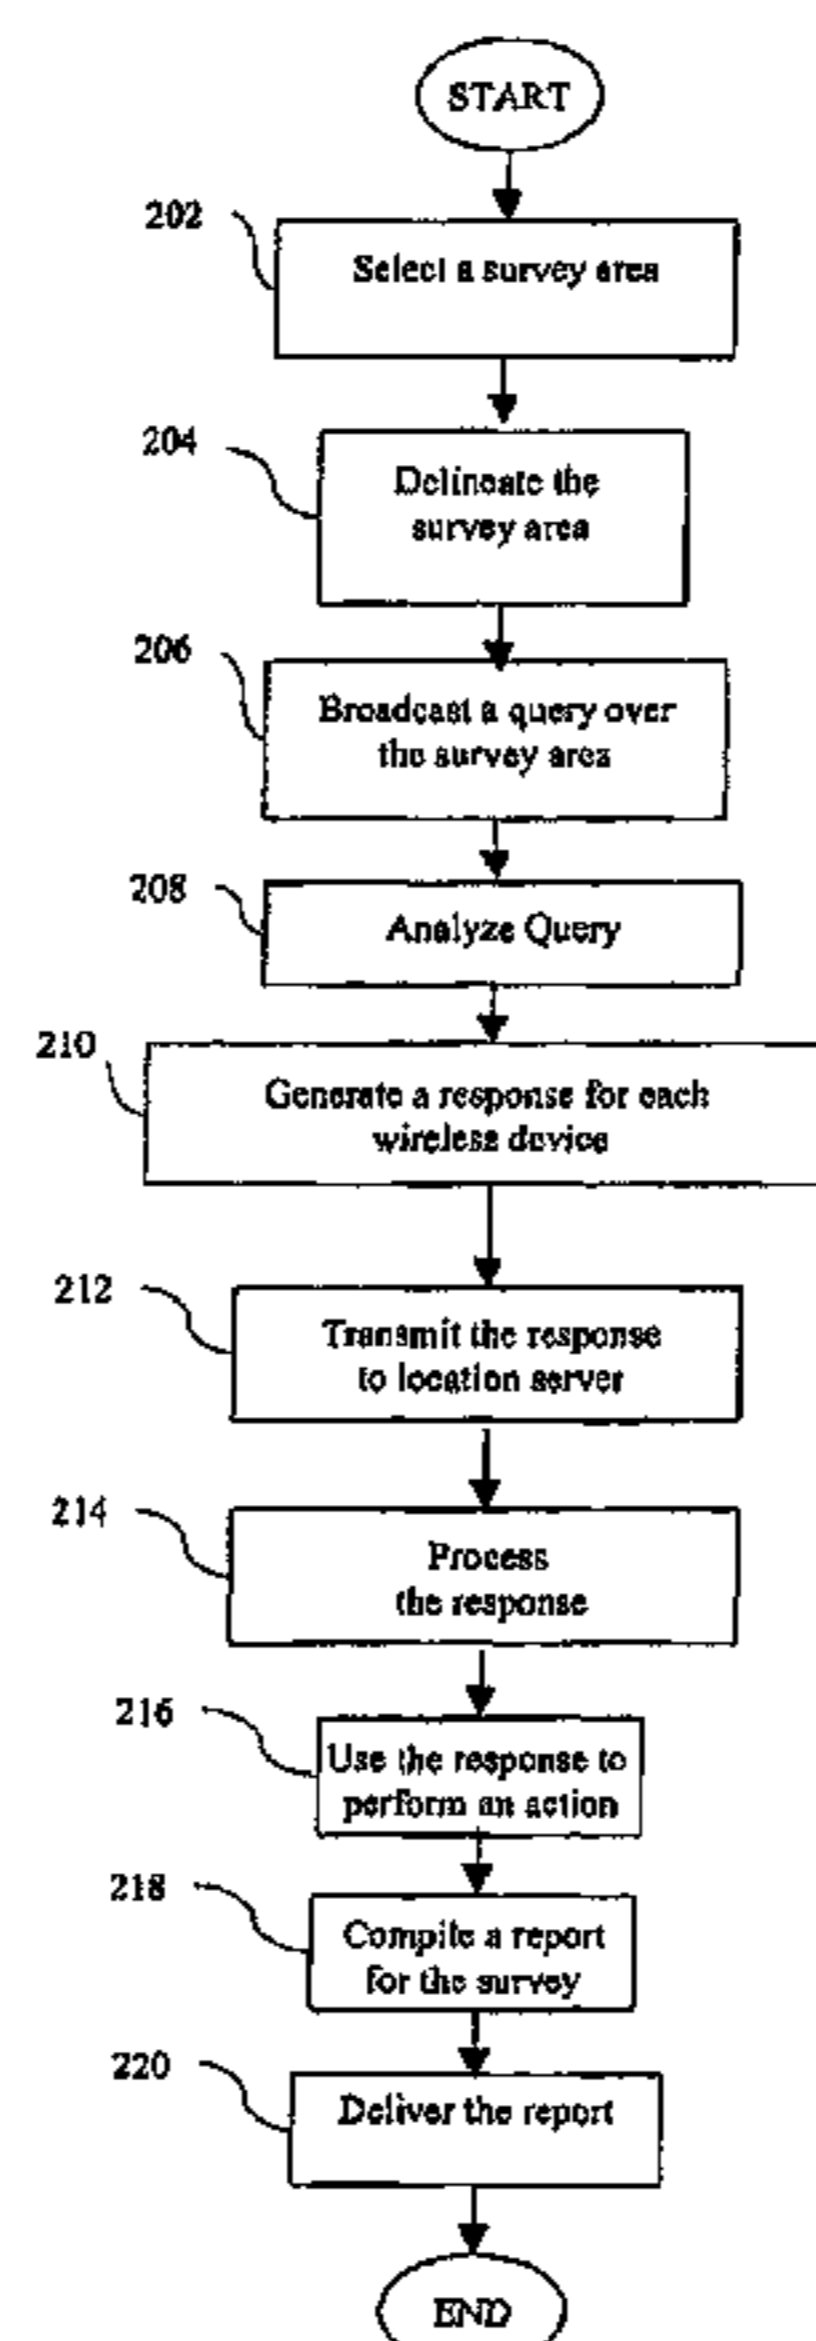 START
202
Select a survey area
204
Delineate the
survey area
206
Broadcast a query over
the survey area
208
Analyze Query
210
Generate a response for each
wireless device
212
Transmit the response
to location server
214
Process
the response
216
Use the response to
perform an action
218
Compile a report
for the survey
220
Deliver the report
END